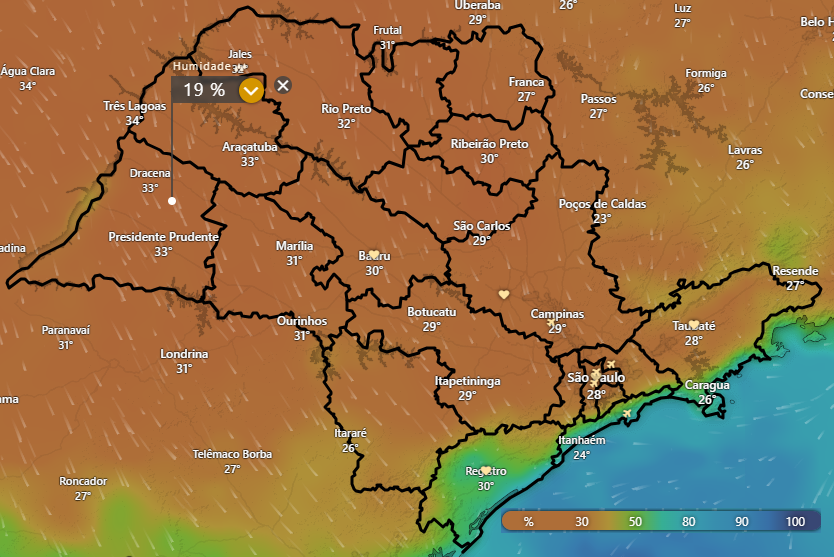 Uberaba
29°
26°
Luz
27°
Belo H
Frutal
31°
Jales
Humidade
19 %
Água Clara
34°
Três Lagoas
34°
Rio Preto
32°
Franca
27°
Passos
27°
Formiga
26°
Conse
Araçatuba
33°
Ribeirão Preto
30°
Lavras
26°
Dracena
33°
Poços de Caldas
23°
Presidente Prudente
33°
Marília
31°
Bauru
30°
São Carlos
29°
adina
Resende
27°
Paranavaí
31°
Ourinhos
31°
Botucatu
29°
Campinas
29°
Taubaté
28°
Londrina
31°
Itapetininga
29°
São Paulo
28°
Caragua
26°
ama
Itararé
26°
Itanhaém
24°
Telêmaco Borba
27°
Registro
30°
Roncador
27°
% 30 50 80 90 100